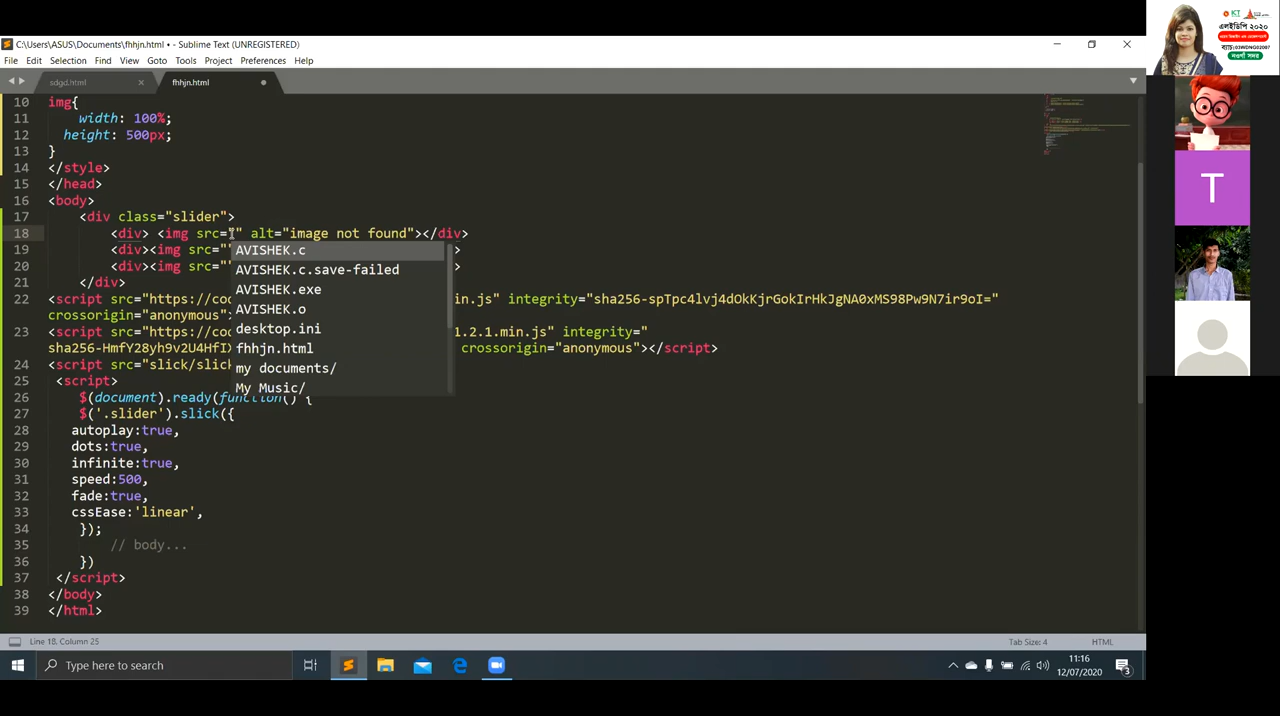 C:\Users\ASUS\Documents\fhhjn.html • - Sublime Text (UNREGISTERED)
File Edit Selection Find View Goto Tools Project Preferences Help
sdgd.html
fhhjn.html
10 img{
11 width: 100%;
12 height: 500px;
13 }
14 </style>
15 </head>
16 <body>
17 <div class="slider">
18 <div> <img src="" alt="image not found"></div>
19 <div><img src="" >
20 <div><img src="" >
21 </div>
22 <script src="https://coc in.js" integrity="sha256-spTpc4lvj4dOkKjrGokIrHkJgNA0xMS98Pw9N7ir9oI="
crossorigin="anonymous"
23 <script src="https://coc 1.2.1.min.js" integrity="
sha256-HmfY28yh9v2U4HfIX crossorigin="anonymous"></script>
24 <script src="slick/slick
25 <script>
26 $(document).ready(function() {
27 $('.slider').slick({
28 autoplay:true,
29 dots:true,
30 infinite:true,
31 speed:500,
32 fade:true,
33 cssEase:'linear',
34 });
35 // body...
36 })
37 </script>
38 </body>
39 </html>
AVISHEK.c
AVISHEK.c.save-failed
AVISHEK.exe
AVISHEK.o
desktop.ini
fhhjn.html
my documents/
My Music/
Line 18, Column 25
Tab Size: 4
HTML
Type here to search
11:16
12/07/2020
3
KT
এলইডিপি ২০২০
ব্যাচ:03WDNG02007
নওগাঁ সদর
T